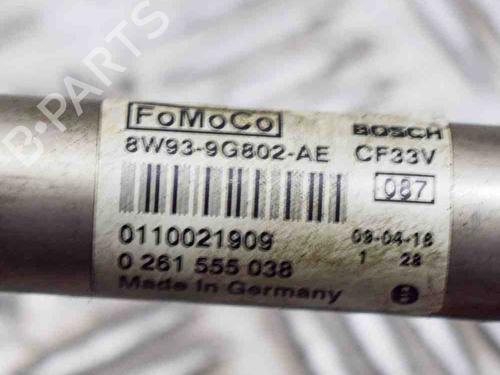 FoMoCo BOSCH
8W93-9G802-AE CF33V
087
0110021909 09-04-16
0 261 555 038 1 28
Made In Germany
B-PARTS